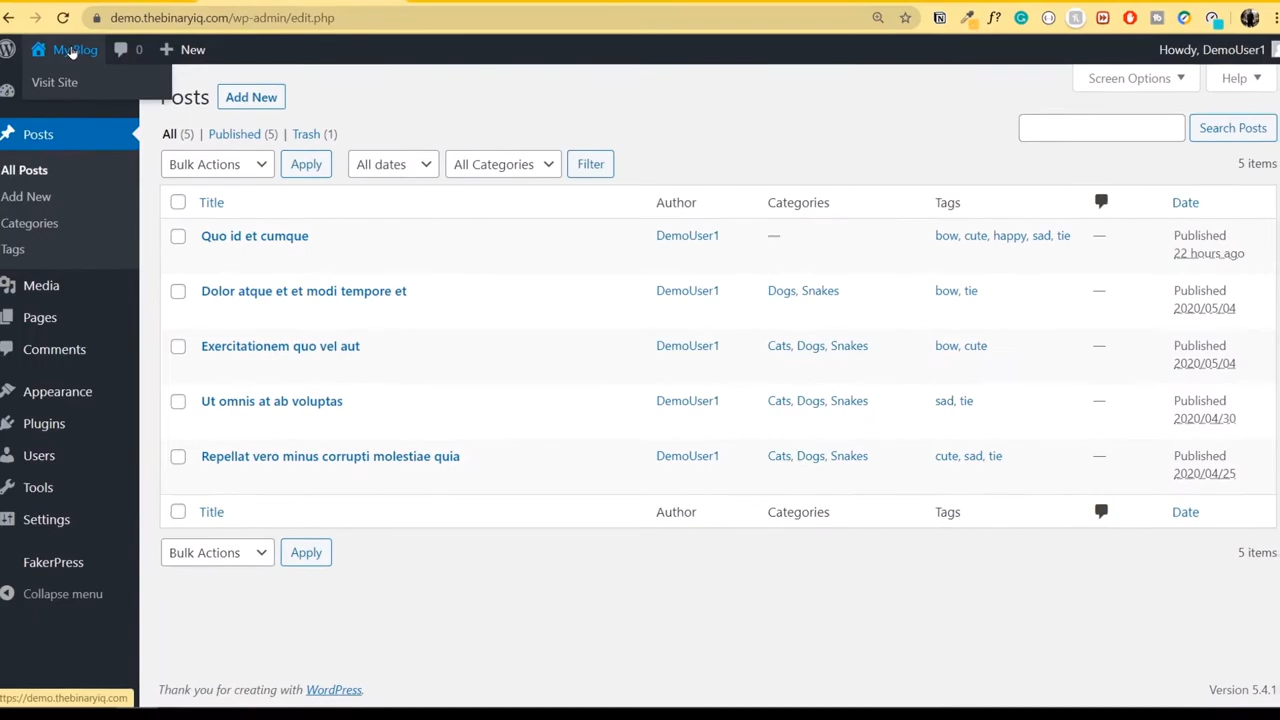 demo.thebinaryiq.com/wp-admin/edit.php
My Blog 0 New Howdy, DemoUser1
Visit Site
Screen Options Help
Posts Add New
Posts
All (5) | Published (5) | Trash (1)
Search Posts
Bulk Actions Apply All dates All Categories Filter 5 items
All Posts
Add New
Categories
Tags
Media
Pages
Comments
Appearance
Plugins
Users
Tools
Settings
FakerPress
Collapse menu
Title Author Categories Tags Date
Quo id et cumque DemoUser1 — bow, cute, happy, sad, tie — Published
22 hours ago
Dolor atque et et modi tempore et DemoUser1 Dogs, Snakes bow, tie — Published
2020/05/04
Exercitationem quo vel aut DemoUser1 Cats, Dogs, Snakes bow, cute — Published
2020/05/04
Ut omnis at ab voluptas DemoUser1 Cats, Dogs, Snakes sad, tie — Published
2020/04/30
Repellat vero minus corrupti molestiae quia DemoUser1 Cats, Dogs, Snakes cute, sad, tie — Published
2020/04/25
Title Author Categories Tags Date
Bulk Actions Apply 5 items
Thank you for creating with WordPress. Version 5.4.1
ttps://demo.thebinaryiq.com